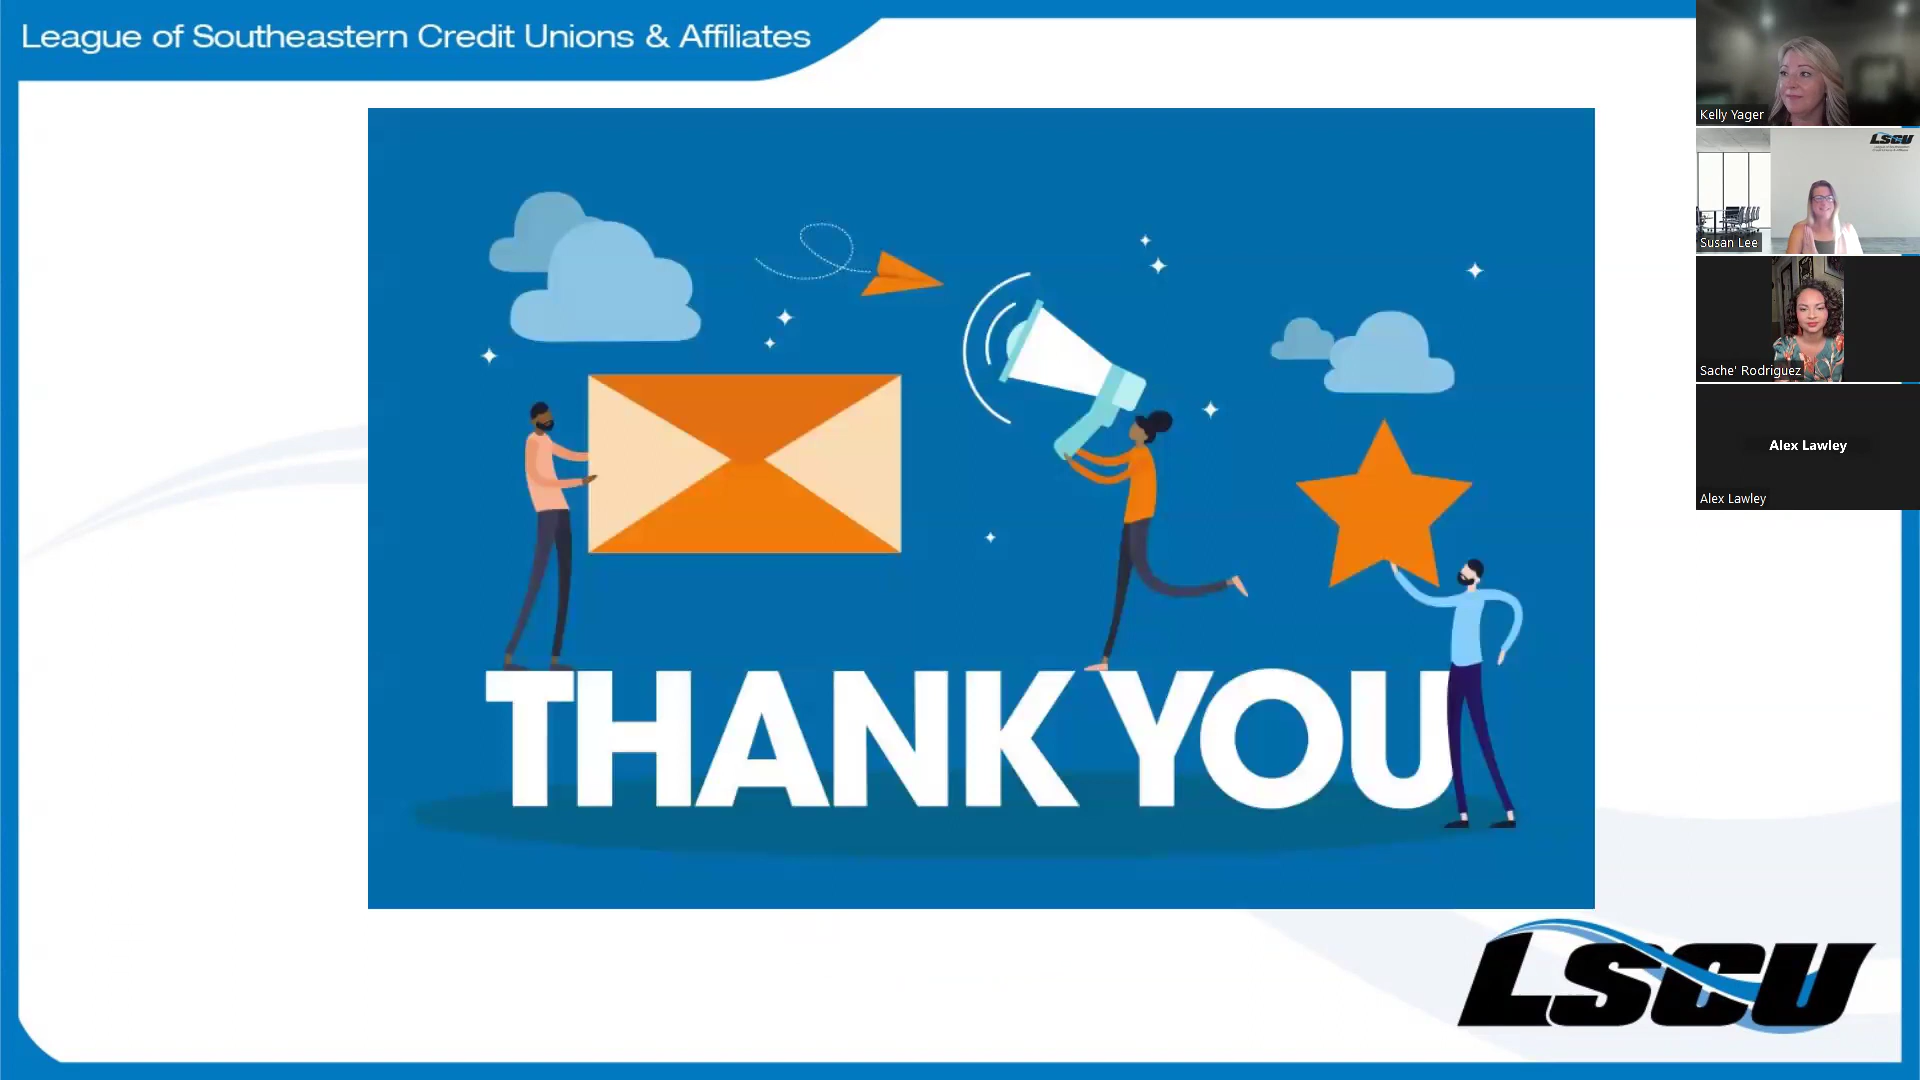 League of Southeastern Credit Unions & Affiliates
Kelly Yager
LSCU
Susan Lee
Sache' Rodriguez
Alex Lawley
Alex Lawley
THANK YOU
LSCU